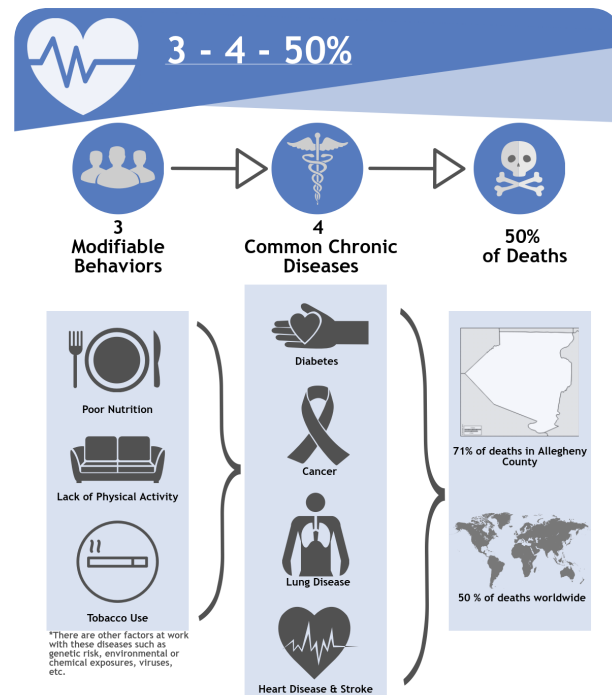 3 - 4 - 50%
3
Modifiable
Behaviors
4
Common Chronic
Diseases
50%
of Deaths
Poor Nutrition
Lack of Physical Activity
Tobacco Use
*There are other factors at work
with these diseases such as
genetic risk, environmental or
chemical exposures, viruses,
etc.
Diabetes
Cancer
Lung Disease
Heart Disease & Stroke
71% of deaths in Allegheny
County
50 % of deaths worldwide